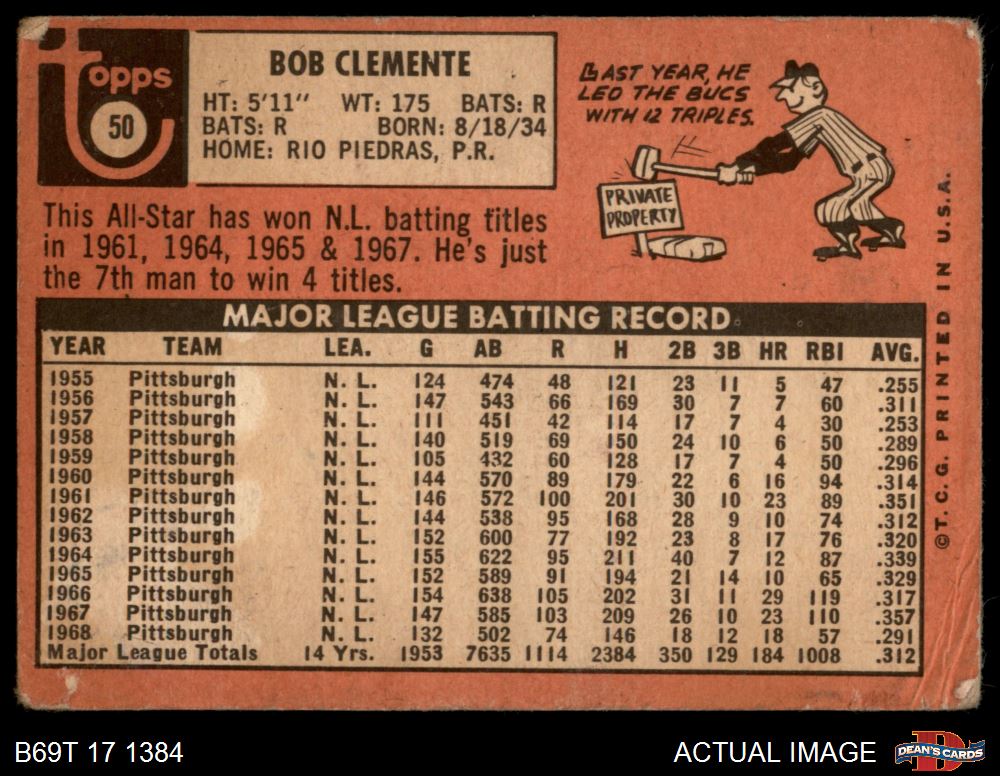 topps
50
BOB CLEMENTE
HT: 5'11" WT: 175 BATS: R
BATS: R BORN: 8/18/34
HOME: RIO PIEDRAS, P.R.
LAST YEAR, HE
LED THE BUCS
WITH 12 TRIPLES.
PRIVATE
PROPERTY
This All-Star has won N.L. batting titles
in 1961, 1964, 1965 & 1967. He's just
the 7th man to win 4 titles.
MAJOR LEAGUE BATTING RECORD
YEAR TEAM LEA. G AB R H 2B 3B HR RBI AVG.
1955 Pittsburgh N. L. 124 474 48 121 23 11 5 47 .255
1956 Pittsburgh N. L. 147 543 66 169 30 7 7 60 .311
1957 Pittsburgh N. L. 111 451 42 114 17 7 4 30 .253
1958 Pittsburgh N. L. 140 519 69 150 24 10 6 50 .289
1959 Pittsburgh N. L. 105 432 60 128 17 7 4 50 .296
1960 Pittsburgh N. L. 144 570 89 179 22 6 16 94 .314
1961 Pittsburgh N. L. 146 572 100 201 30 10 23 89 .351
1962 Pittsburgh N. L. 144 538 95 168 28 9 10 74 .312
1963 Pittsburgh N. L. 152 600 77 192 23 8 17 76 .320
1964 Pittsburgh N. L. 155 622 95 211 40 7 12 87 .339
1965 Pittsburgh N. L. 152 589 91 194 21 14 10 65 .329
1966 Pittsburgh N. L. 154 638 105 202 31 11 29 119 .317
1967 Pittsburgh N. L. 147 585 103 209 26 10 23 110 .357
1968 Pittsburgh N. L. 132 502 74 146 18 12 18 57 .291
Major League Totals 14 Yrs. 1953 7635 1114 2384 350 129 184 1008 .312
© T. C. G. PRINTED IN U.S.A.
B69T 17 1384
ACTUAL IMAGE
DEAN'S CARDS